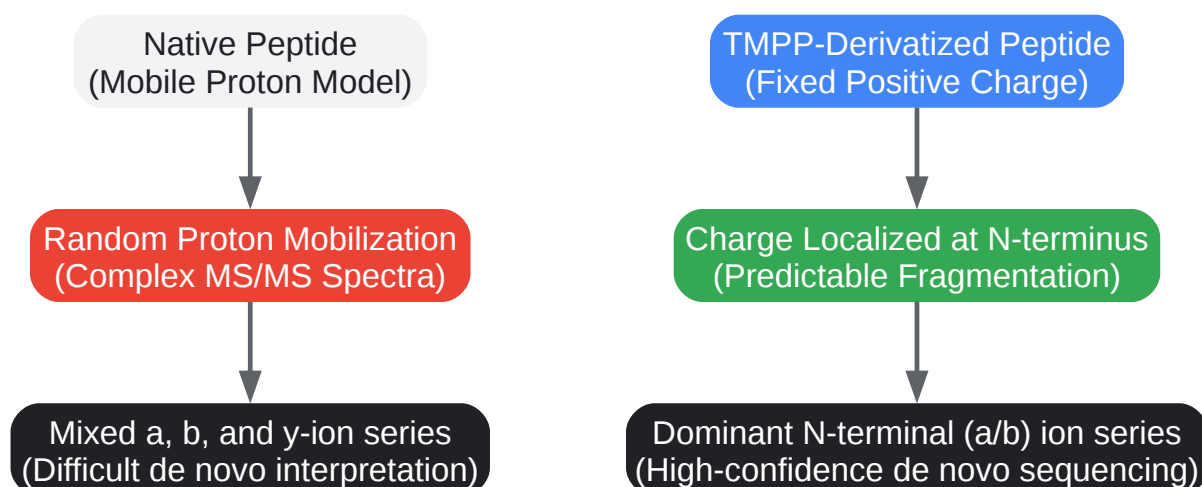 Native Peptide
(Mobile Proton Model)
Random Proton Mobilization
(Complex MS/MS Spectra)
Mixed a, b, and y-ion series
(Difficult de novo interpretation)
TMPP-Derivatized Peptide
(Fixed Positive Charge)
Charge Localized at N-terminus
(Predictable Fragmentation)
Dominant N-terminal (a/b) ion series
(High-confidence de novo sequencing)